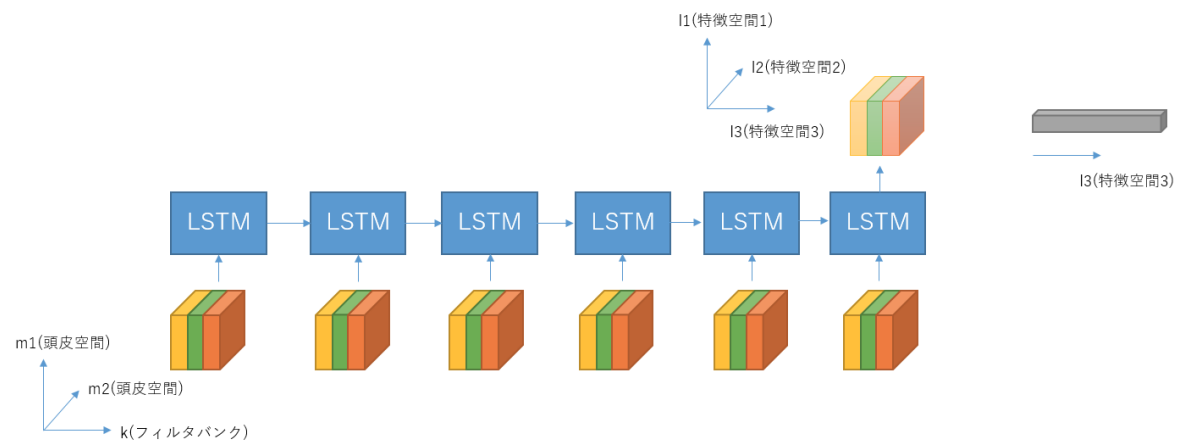 l1(特徴空間1)
l2(特徴空間2)
l3(特徴空間3)
l3(特徴空間3)
LSTM
LSTM
LSTM
LSTM
LSTM
LSTM
m1(頭皮空間)
m2(頭皮空間)
k(フィルタバンク)